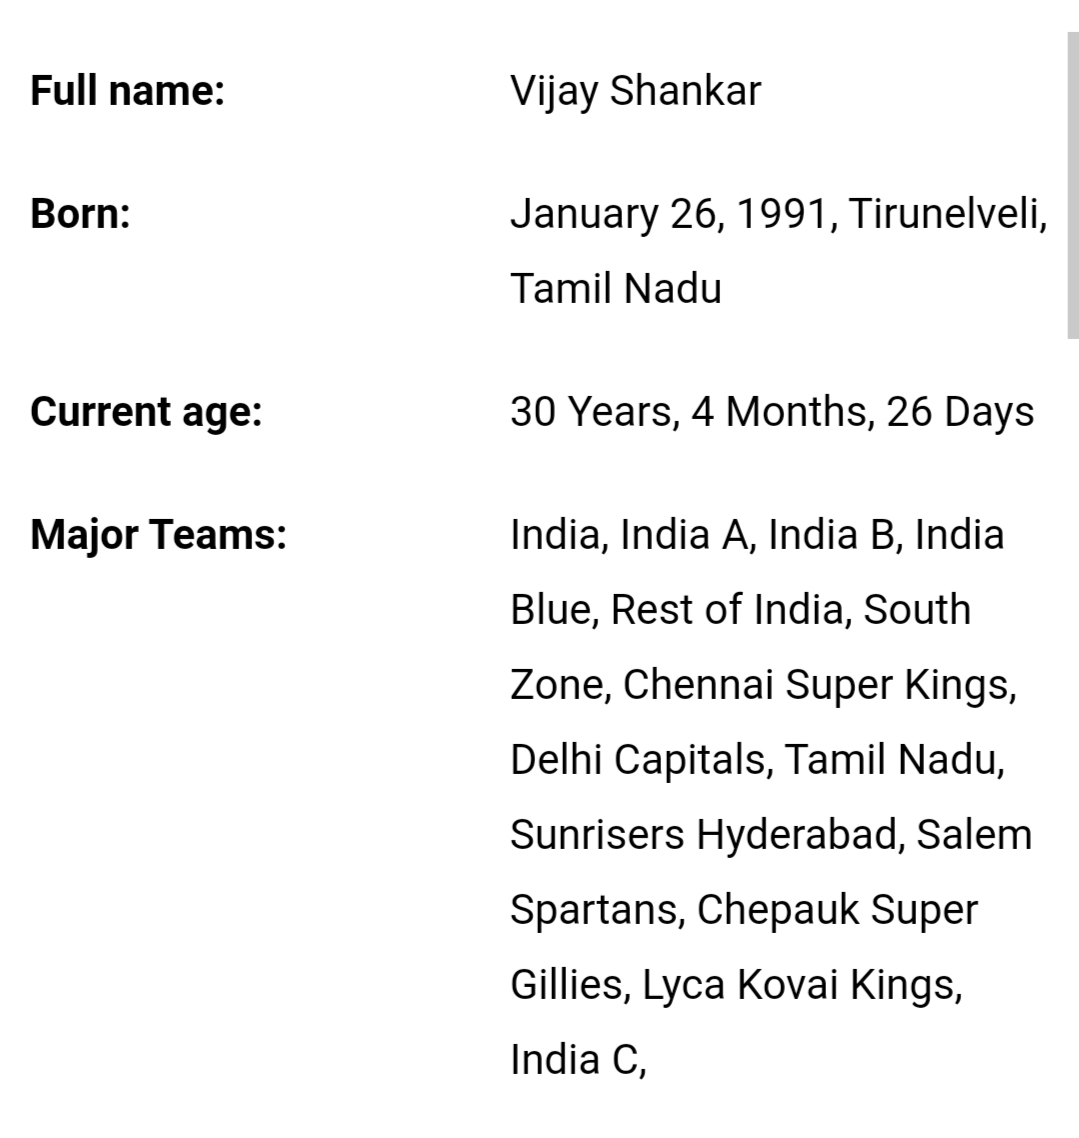 Full name: Vijay Shankar
Born: January 26, 1991, Tirunelveli,
Tamil Nadu
Current age: 30 Years, 4 Months, 26 Days
Major Teams: India, India A, India B, India
Blue, Rest of India, South
Zone, Chennai Super Kings,
Delhi Capitals, Tamil Nadu,
Sunrisers Hyderabad, Salem
Spartans, Chepauk Super
Gillies, Lyca Kovai Kings,
India C,